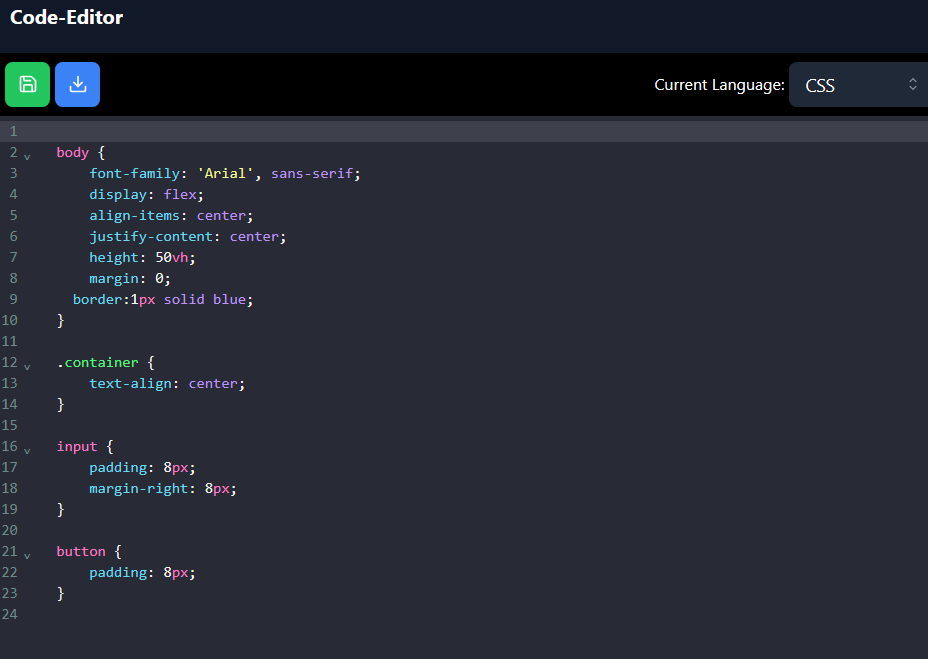 Code-Editor
Current Language: CSS
1
2 body {
3     font-family: 'Arial', sans-serif;
4     display: flex;
5     align-items: center;
6     justify-content: center;
7     height: 50vh;
8     margin: 0;
9   border:1px solid blue;
10 }
11
12 .container {
13     text-align: center;
14 }
15
16 input {
17     padding: 8px;
18     margin-right: 8px;
19 }
20
21 button {
22     padding: 8px;
23 }
24